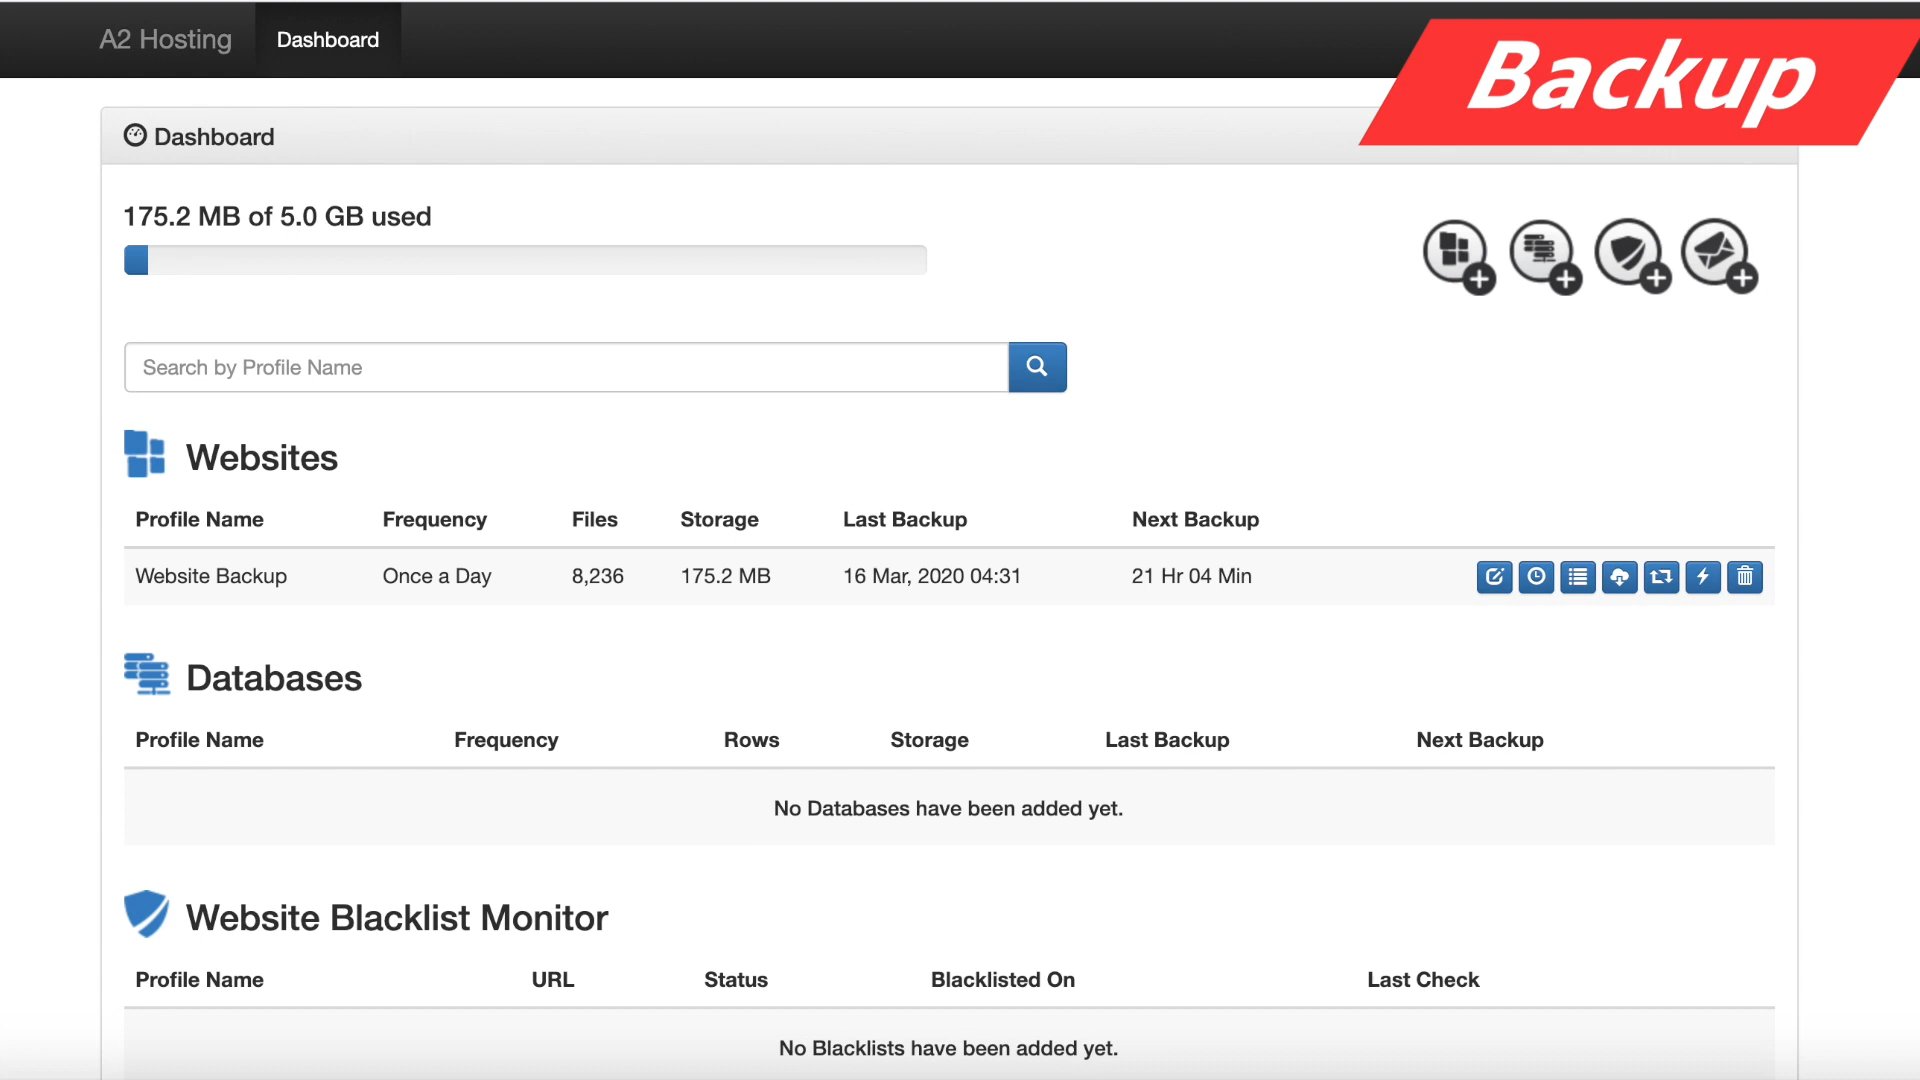 A2 Hosting Dashboard
Backup
Dashboard
175.2 MB of 5.0 GB used
Search by Profile Name
Websites
Profile Name Frequency Files Storage Last Backup Next Backup
Website Backup Once a Day 8,236 175.2 MB 16 Mar, 2020 04:31 21 Hr 04 Min
Databases
Profile Name Frequency Rows Storage Last Backup Next Backup
No Databases have been added yet.
Website Blacklist Monitor
Profile Name URL Status Blacklisted On Last Check
No Blacklists have been added yet.